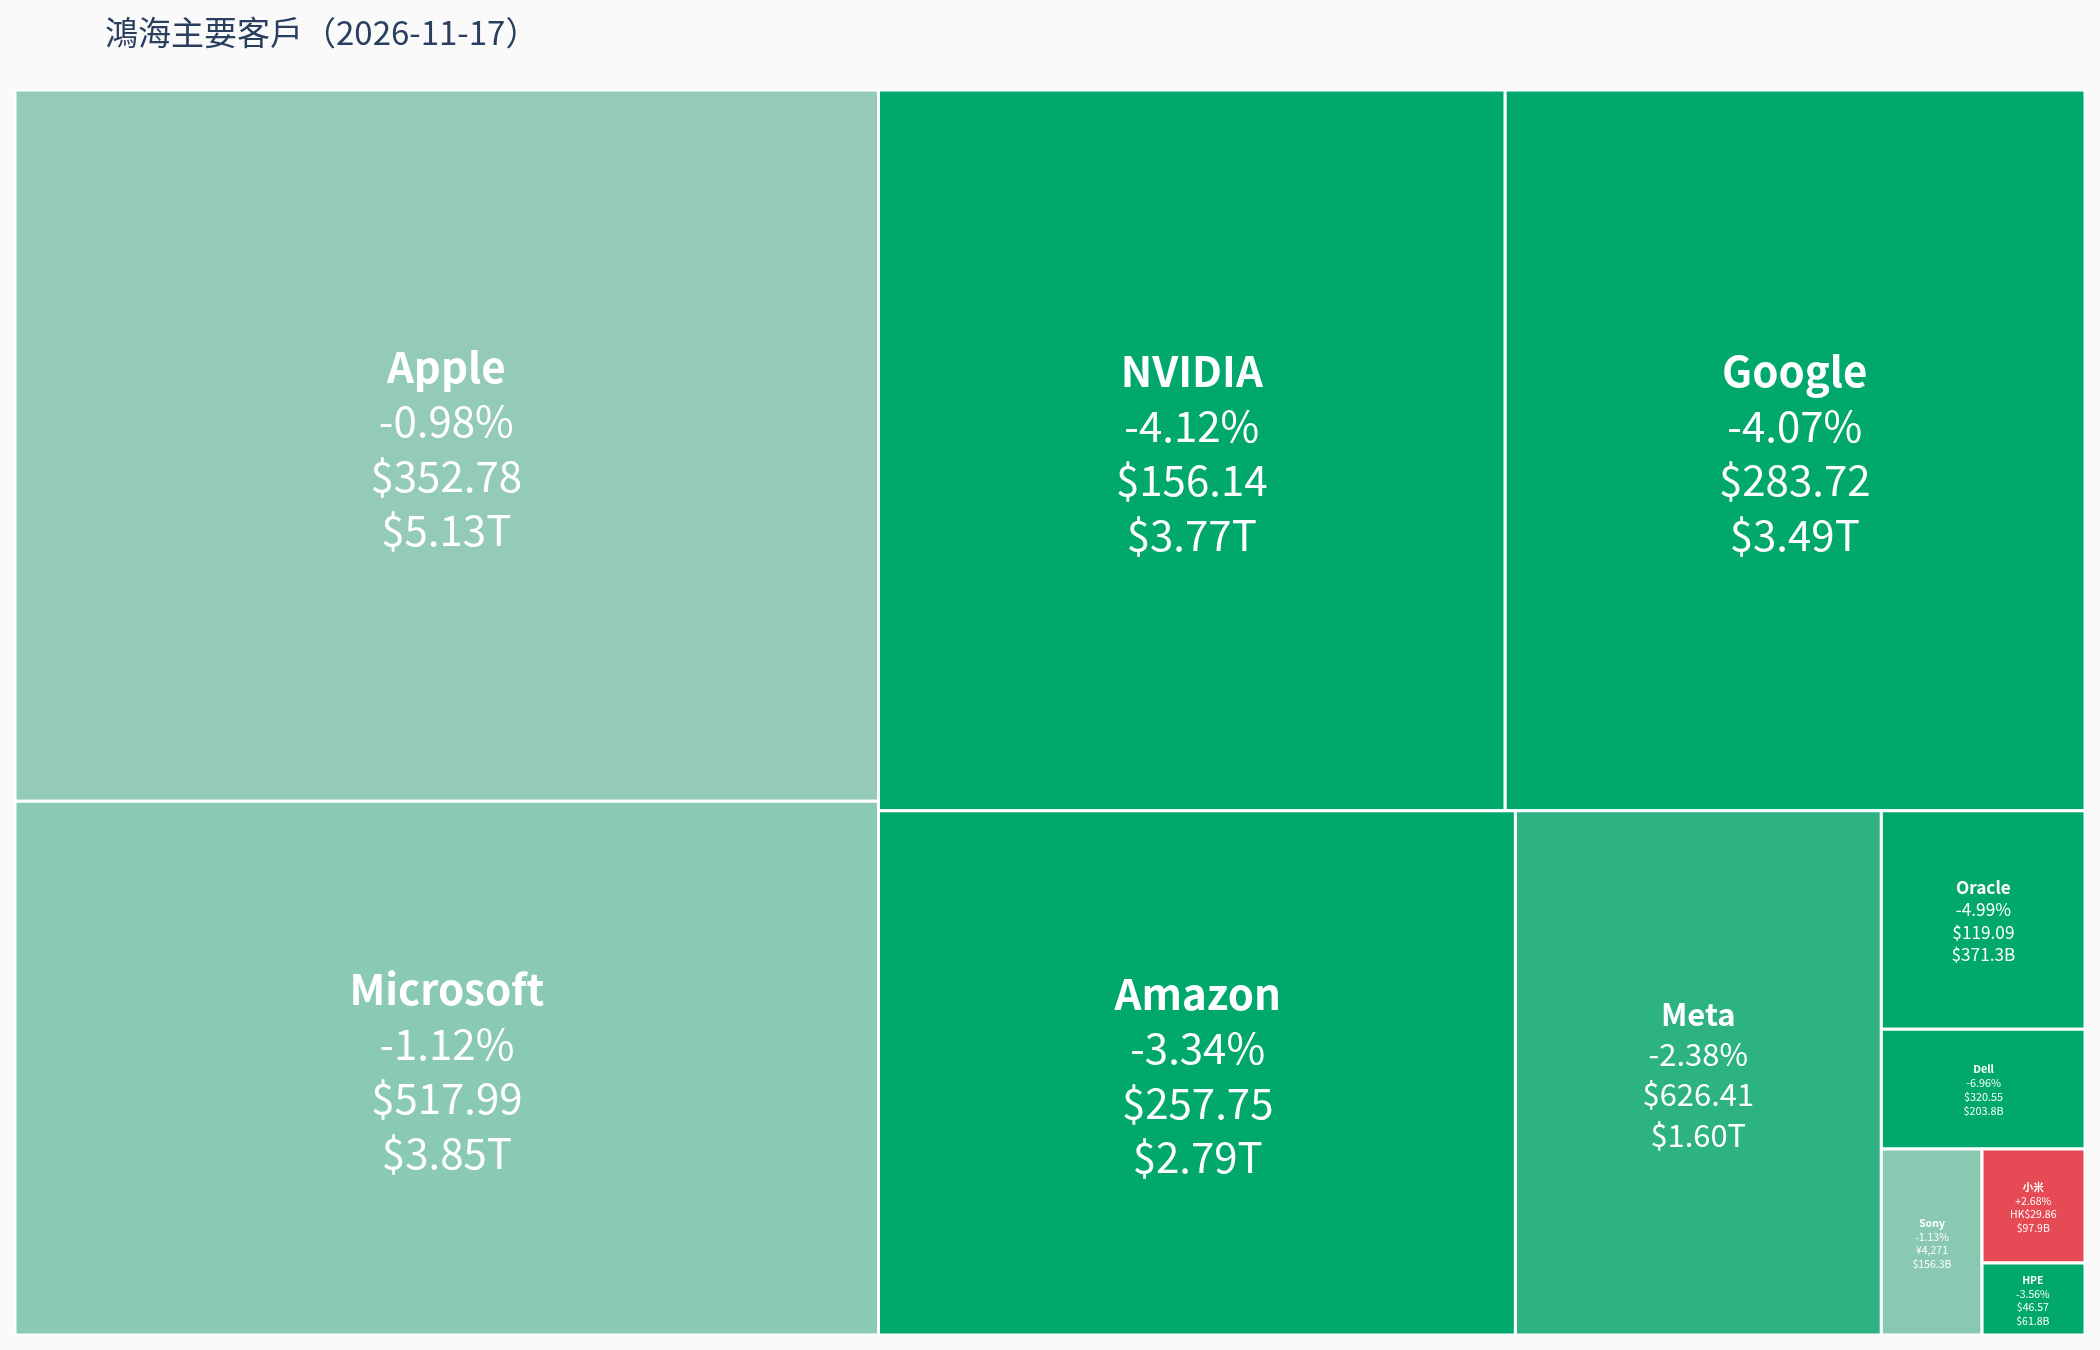 鴻海主要客戶（2026-11-17）
Apple
-0.98%
$352.78
$5.13T
NVIDIA
-4.12%
$156.14
$3.77T
Google
-4.07%
$283.72
$3.49T
Microsoft
-1.12%
$517.99
$3.85T
Amazon
-3.34%
$257.75
$2.79T
Meta
-2.38%
$626.41
$1.60T
Oracle
-4.99%
$119.09
$371.3B
Dell
-6.96%
$320.55
$203.8B
Sony
-1.13%
¥4,271
$156.3B
小米
+2.68%
HK$29.86
$97.9B
HPE
-3.56%
$46.57
$61.8B